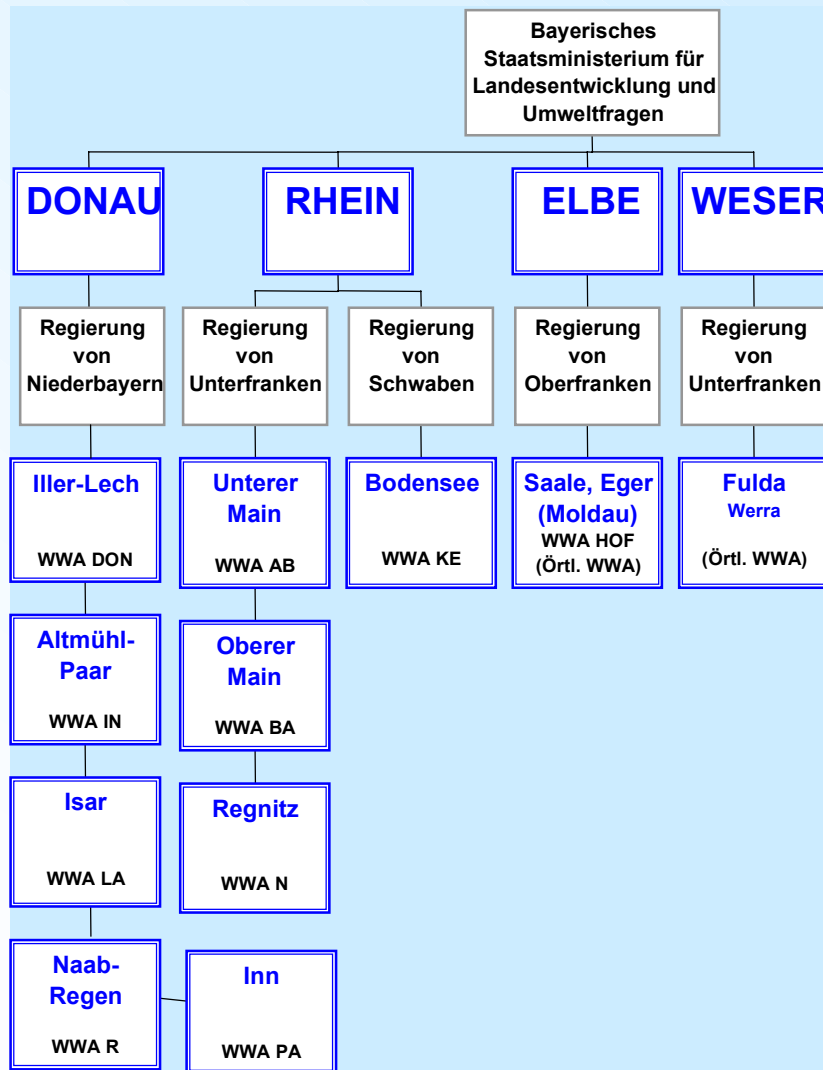 Bayerisches
Staatsministerium für
Landesentwicklung und
Umweltfragen
DONAU
RHEIN
ELBE
WESER
Regierung
von
Niederbayern
Regierung
von
Unterfranken
Regierung
von
Schwaben
Regierung
von
Oberfranken
Regierung
von
Unterfranken
Iller-Lech
WWA DON
Unterer
Main
WWA AB
Bodensee
WWA KE
Saale, Eger
(Moldau)
WWA HOF
(Örtl. WWA)
Fulda
Werra
(Örtl. WWA)
Altmühl-
Paar
WWA IN
Oberer
Main
WWA BA
Isar
WWA LA
Regnitz
WWA N
Naab-
Regen
WWA R
Inn
WWA PA